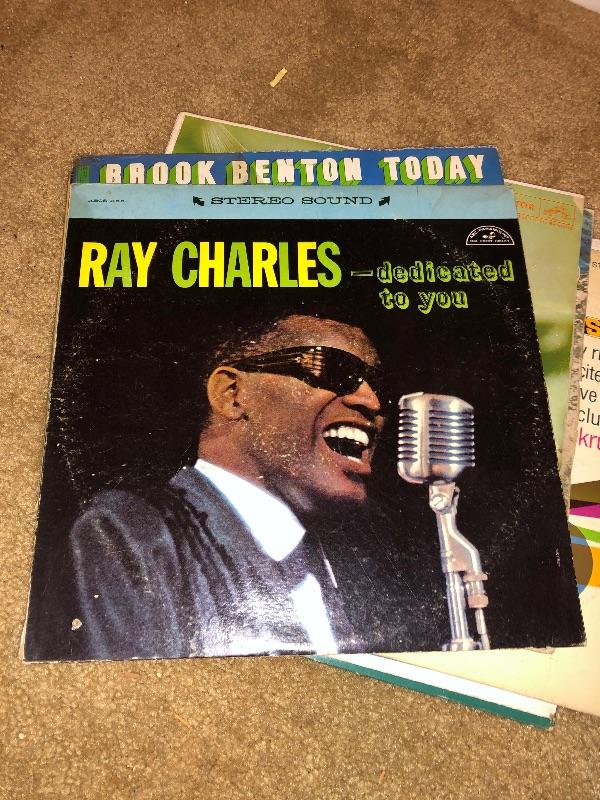 BROOK BENTON TODAY
STEREO SOUND
RAY CHARLES
—dedicated
to you